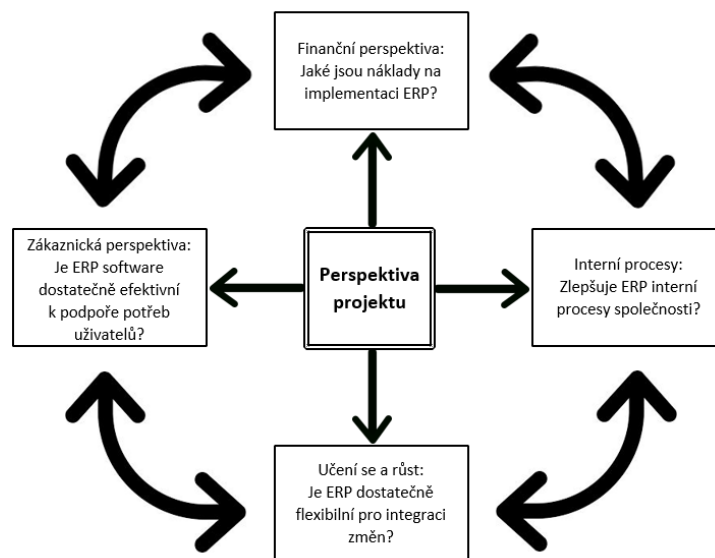 Finanční perspektiva:
Jaké jsou náklady na
implementaci ERP?
Zákaznická perspektiva:
Je ERP software
dostatečně efektivní
k podpoře potřeb
uživatelů?
Perspektiva
projektu
Interní procesy:
Zlepšuje ERP interní
procesy společnosti?
Učení se a růst:
Je ERP dostatečně
flexibilní pro integraci
změn?